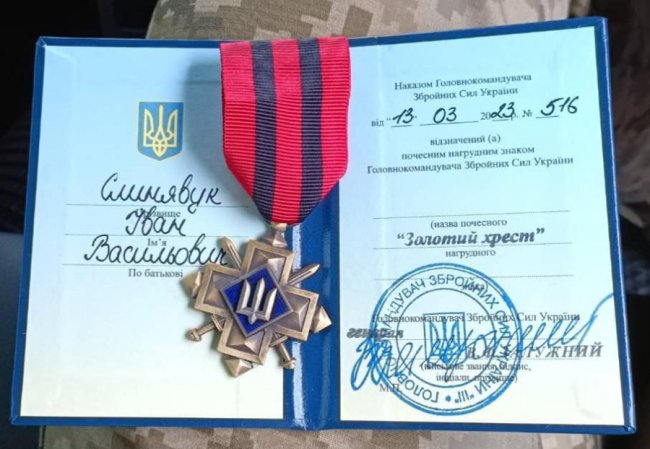 Слинявук
Прізвище
Іван
Ім'я
Васильович
По батькові
Наказом Головнокомандувача
Збройних Сил України
від "13" 03 2023 р. № 516
відзначений (а)
почесним нагрудним знаком
Головнокомандувача Збройних Сил України
(назва почесного
"Золотий хрест"
нагрудного
Головнокомандувач Збройних Сил України
генерал
ЗАЛУЖНИЙ
(військове звання, підпис,
ініціали, прізвище)
М.П.